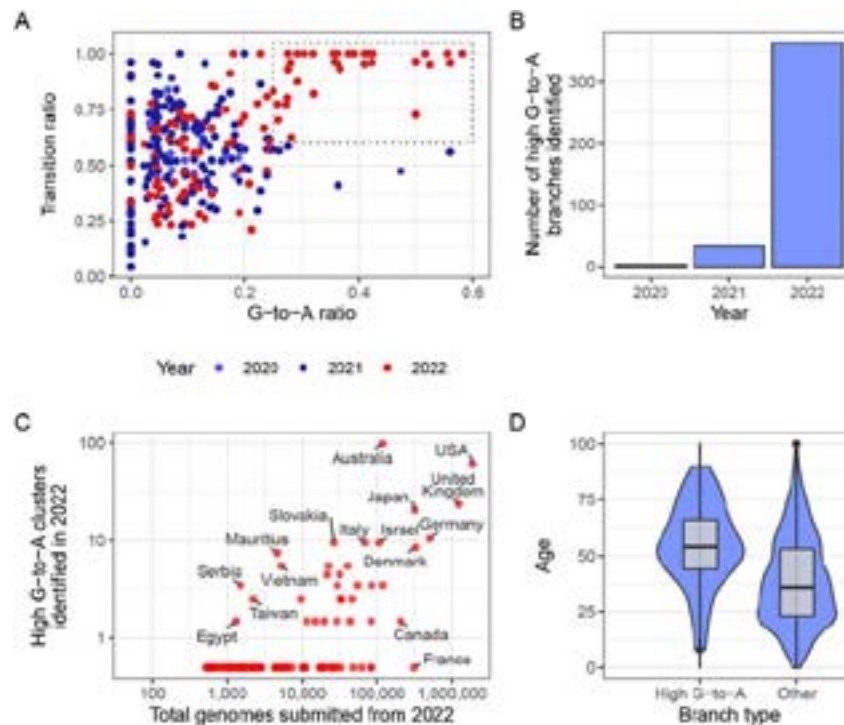 A
Transition ratio
1.00
0.75
0.50
0.25
0.00
0.0
0.2
0.4
0.6
G-to-A ratio
B
Number of high G-to-A
branches identified
300
200
100
0
2020
2021
2022
Year
Year 2020 2021 2022
C
High G-to-A clusters
identified in 2022
100
10
1
Australia
USA
United
Kingdom
Japan
Slovakia
Italy
Israel
Germany
Mauritius
Denmark
Serbia
Vietnam
Taiwan
Egypt
Canada
France
100
1,000
10,000
100,000
1,000,000
Total genomes submitted from 2022
D
Age
100
75
50
25
0
High G-to-A
Other
Branch type